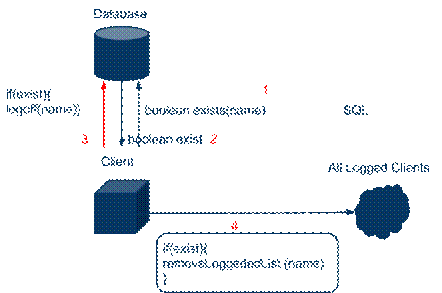 Database
if(exist){
logoff(name)}
boolean exists(name)
1
SQL
3
boolean exist
2
Client
All Logged Clients
4
if(exist){
removeLoggedList (name)
}